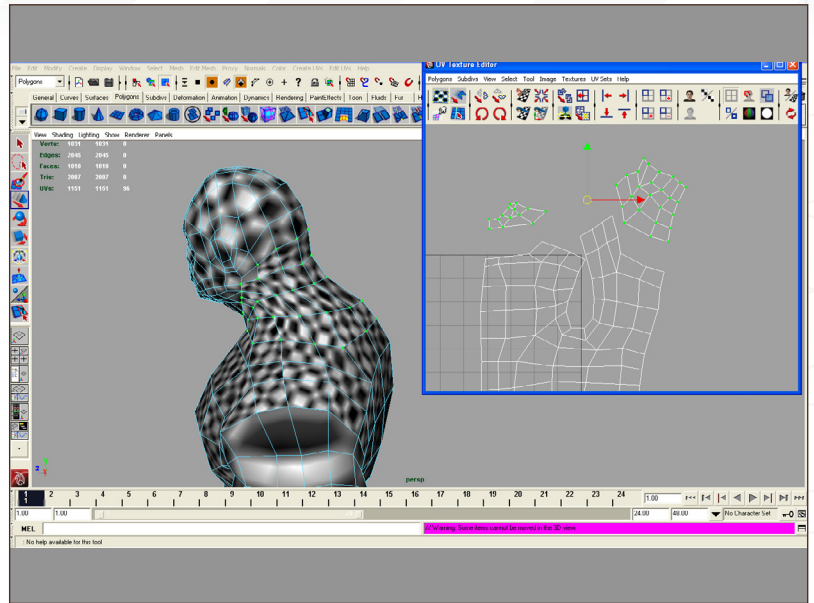 UV Texture Editor
File Edit Modify Create Display Window Select Mesh Edit Mesh Proxy Normals Color Create UVs Edit UVs Help
Polygons Subdivs View Select Tool Image Textures UV Sets Help
Polygons
General Curves Surfaces Polygons Subdivs Deformation Animation Dynamics Rendering PaintEffects Toon Fluids Fur
View Shading Lighting Show Renderer Panels
Verts: 1031 1031 0
Edges: 2045 2045 0
Faces: 1010 1010 0
Tris: 2007 2007 0
UVs: 1151 1151 96
z y
persp
1 2 3 4 5 6 7 8 9 10 11 12 13 14 15 16 17 18 19 20 21 22 23 24 1.00
1
1.00 1.00 24.00 48.00 No Character Set
MEL // Warning: Some items cannot be moved in the 3D view.
No help available for this tool